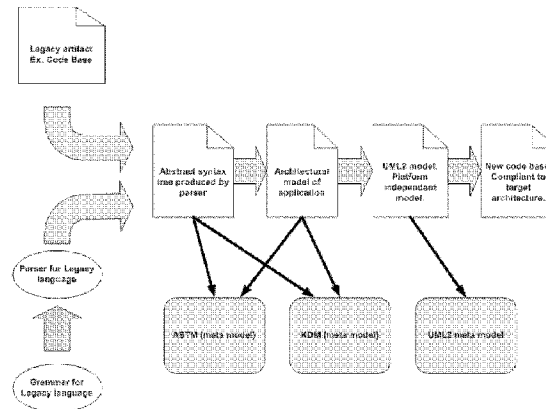 Legacy artifact
Ex. Code Base
Abstract syntax
tree produced by
parser
Architectural
model of
application
UML2 model.
Platform
independant
model.
New code base
Compliant to
target
architecture.
Parser for Legacy
language
ASTM (meta model)
KDM (meta model)
UML2 meta model
Grammer for
Legacy language